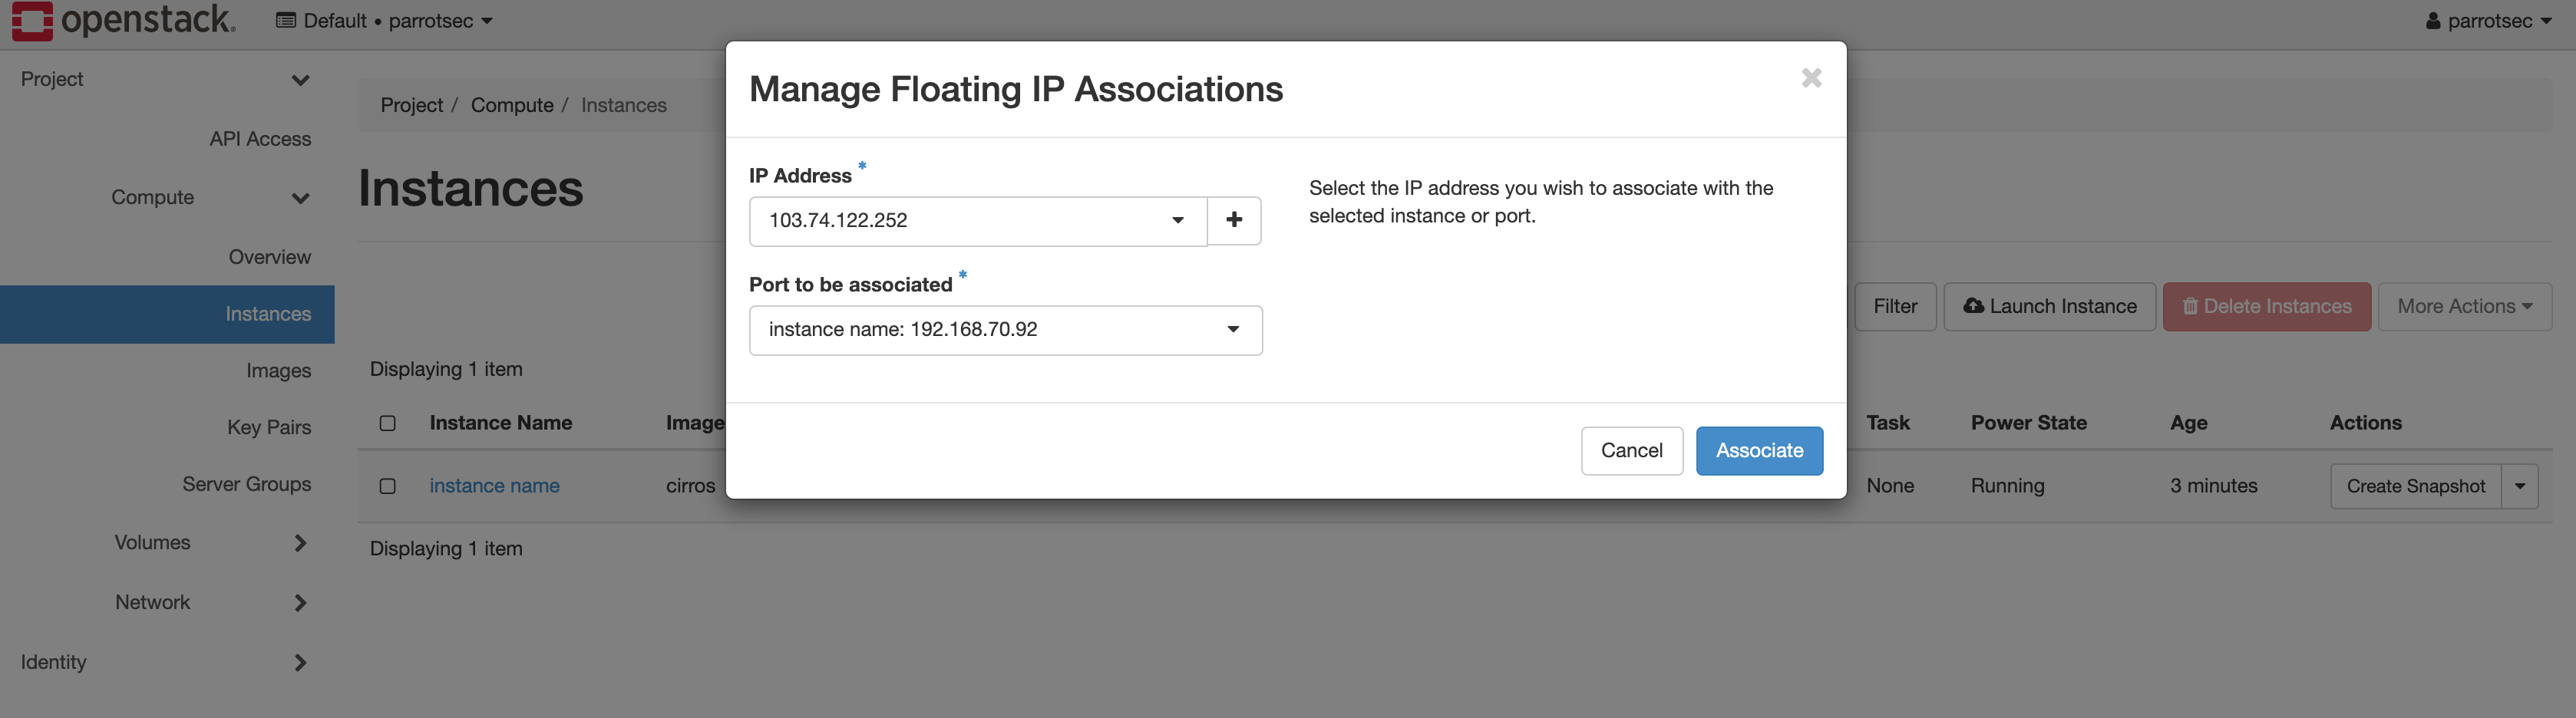 openstack.
Default • parrotsec
parrotsec
Project
API Access
Compute
Overview
Instances
Images
Key Pairs
Server Groups
Volumes
Network
Identity
Project / Compute / Instances
Instances
Filter
Launch Instance
Delete Instances
More Actions
Displaying 1 item
Instance Name Image Task Power State Age Actions
instance name cirros None Running 3 minutes Create Snapshot
Displaying 1 item
Manage Floating IP Associations
IP Address *
103.74.122.252
Port to be associated *
instance name: 192.168.70.92
Select the IP address you wish to associate with the
selected instance or port.
Cancel
Associate